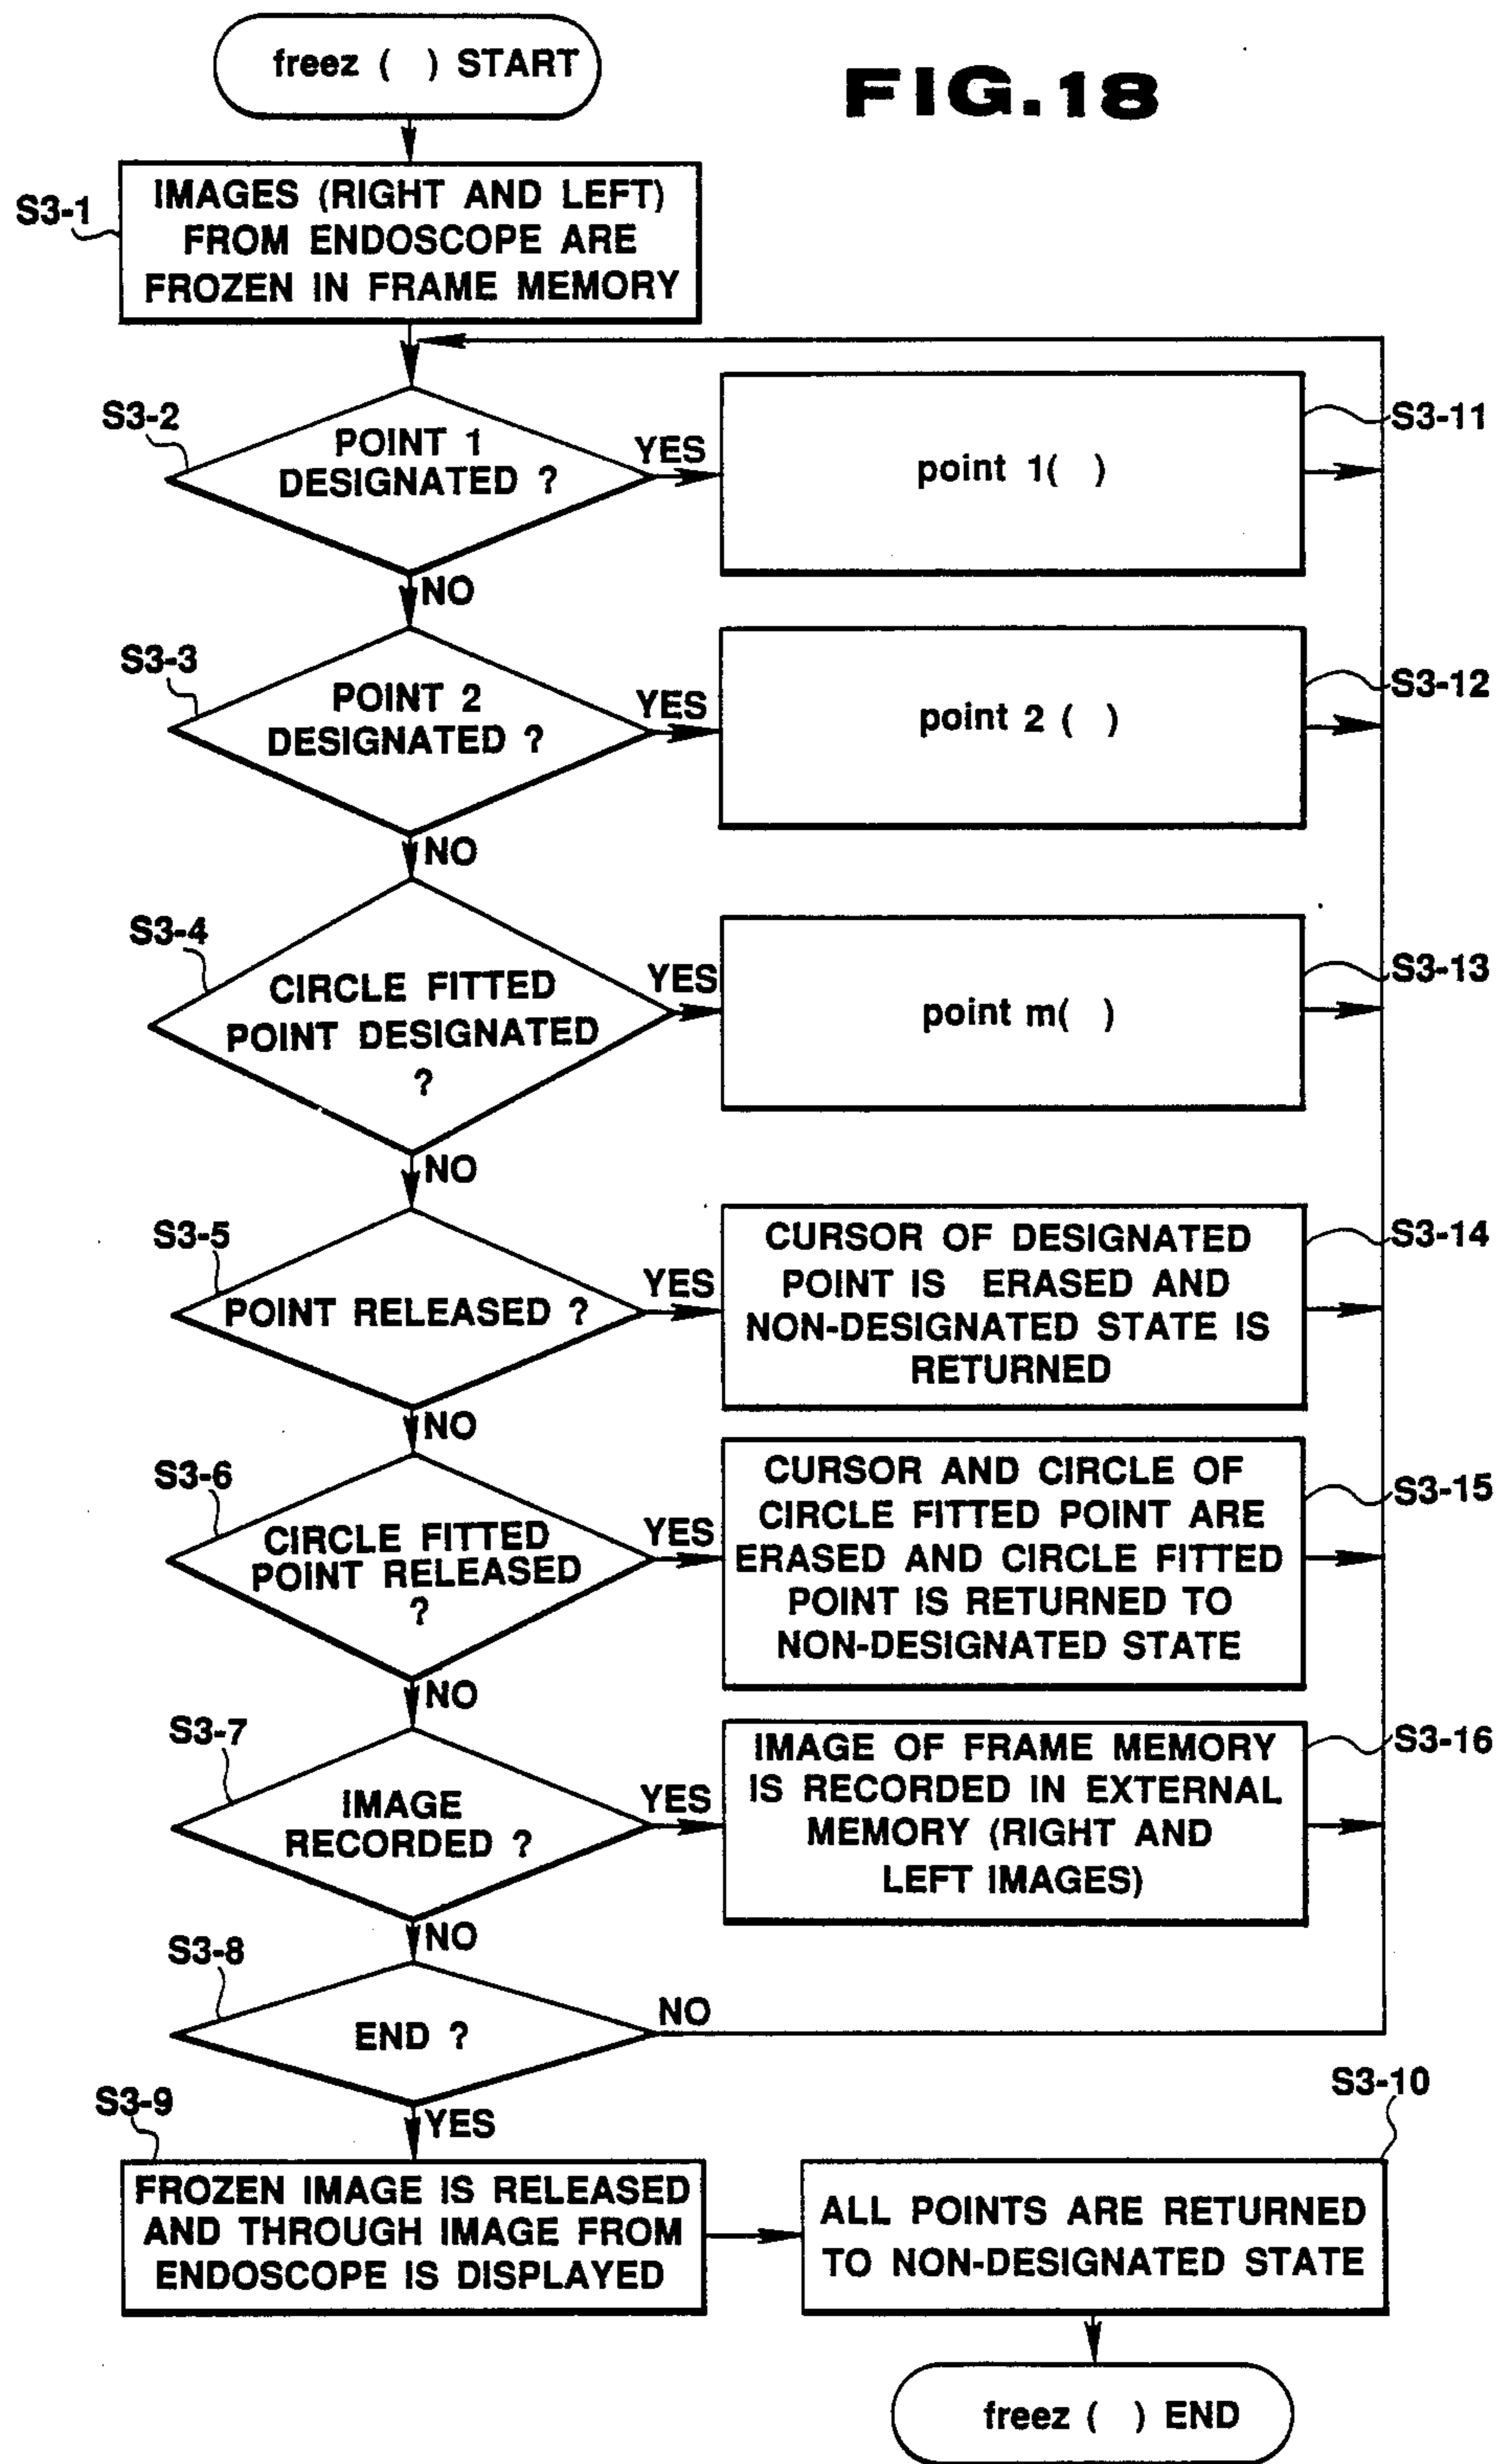 freez ( ) START
FIG.18
S3-1
IMAGES (RIGHT AND LEFT)
FROM ENDOSCOPE ARE
FROZEN IN FRAME MEMORY
S3-2
POINT 1
DESIGNATED ?
YES
point 1( )
S3-11
NO
S3-3
POINT 2
DESIGNATED ?
YES
point 2 ( )
S3-12
NO
S3-4
CIRCLE FITTED
POINT DESIGNATED
?
YES
point m( )
S3-13
NO
S3-5
POINT RELEASED ?
YES
CURSOR OF DESIGNATED
POINT IS ERASED AND
NON-DESIGNATED STATE IS
RETURNED
S3-14
NO
S3-6
CIRCLE FITTED
POINT RELEASED
?
YES
CURSOR AND CIRCLE OF
CIRCLE FITTED POINT ARE
ERASED AND CIRCLE FITTED
POINT IS RETURNED TO
NON-DESIGNATED STATE
S3-15
NO
S3-7
IMAGE
RECORDED ?
YES
IMAGE OF FRAME MEMORY
IS RECORDED IN EXTERNAL
MEMORY (RIGHT AND
LEFT IMAGES)
S3-16
NO
S3-8
END ?
NO
YES
S3-9
FROZEN IMAGE IS RELEASED
AND THROUGH IMAGE FROM
ENDOSCOPE IS DISPLAYED
S3-10
ALL POINTS ARE RETURNED
TO NON-DESIGNATED STATE
freez ( ) END